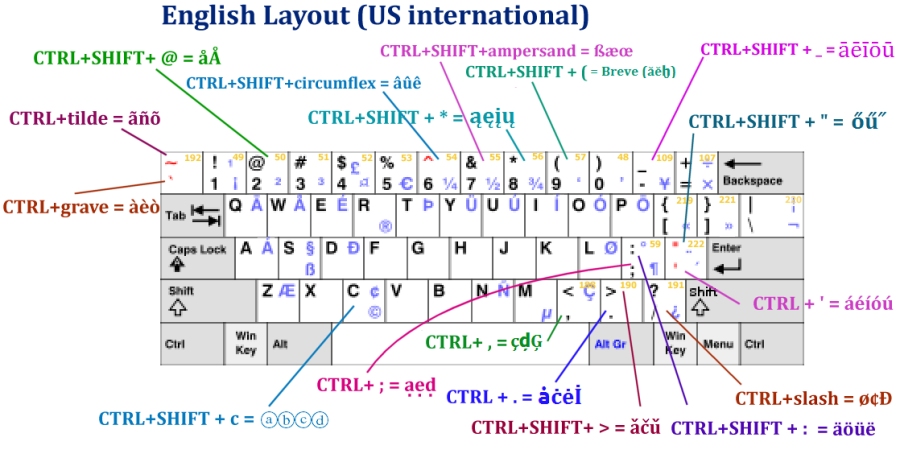 English Layout (US international)
CTRL+SHIFT+ampersand = ßæœ
CTRL+SHIFT + _ = āēīōū
CTRL+SHIFT+ @ = åÅ
CTRL+SHIFT + ( = Breve
CTRL+SHIFT+circumflex = âûê
CTRL+tilde = ãñõ
CTRL+SHIFT + * = ąęįų
CTRL+SHIFT + " = őű˝
~ 192 ! ¹ 49 @ 50 # 51 $ £ 52 % 53 ^ 54 & 55 * 56 ( 57 ) 48 _ 109 + ÷ 107
` 1 ¡ 2 ² 3 ³ 4 ¤ 5 € 6 ¼ 7 ½ 8 ¾ 9 ‘ 0 ’ - ¥ = × Backspace
CTRL+grave = àèò
Tab Q Ä W Å E É R ® T Þ Y Ü U Ú I Í O Ó P Ö { 219 } 221 | ¦ 220
[ « ] » \ ¬
Caps Lock A Á S § D Ð F G H J K L Ø : ° 59 " ¨ 222 Enter
ß ; ¶ ' ´
Shift Z Æ X C ¢ V B N Ñ M < Ç > 190 ? 191 Shift
© µ , . / ¿
CTRL + ' = áéíóú
Ctrl Win Key Alt Alt Gr Win Key Menu Ctrl
CTRL+ , = çḑĢ
CTRL+ ; = ạẹḍ
CTRL + . = ȧċėİ
CTRL+slash = ø¢Đ
CTRL+SHIFT + c = ⓐⓑⓒⓓ
CTRL+SHIFT+ > = ǎčǔ
CTRL+SHIFT + : = äöüë